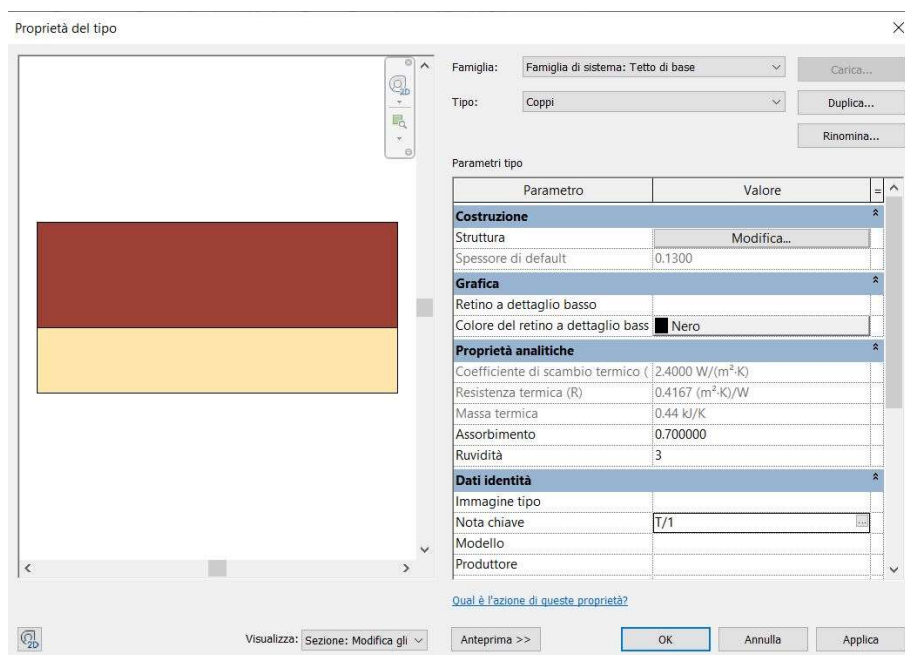 Proprietà del tipo
2D
Famiglia: Famiglia di sistema: Tetto di base Carica...
Tipo: Coppi Duplica...
Rinomina...
Parametri tipo
Parametro Valore =
Costruzione
Struttura Modifica...
Spessore di default 0.1300
Grafica
Retino a dettaglio basso
Colore del retino a dettaglio bass Nero
Proprietà analitiche
Coefficiente di scambio termico ( 2.4000 W/(m²·K)
Resistenza termica (R) 0.4167 (m²·K)/W
Massa termica 0.44 kJ/K
Assorbimento 0.700000
Ruvidità 3
Dati identità
Immagine tipo
Nota chiave T/1 ...
Modello
Produttore
Qual è l'azione di queste proprietà?
2D Visualizza: Sezione: Modifica gli Anteprima >> OK Annulla Applica